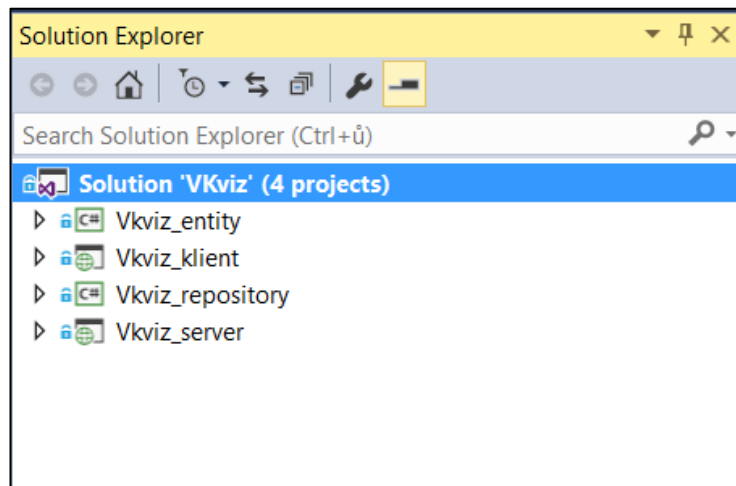 Solution Explorer
Search Solution Explorer (Ctrl+ů)
Solution 'VKviz' (4 projects)
C# Vkviz_entity
Vkviz_klient
C# Vkviz_repository
Vkviz_server